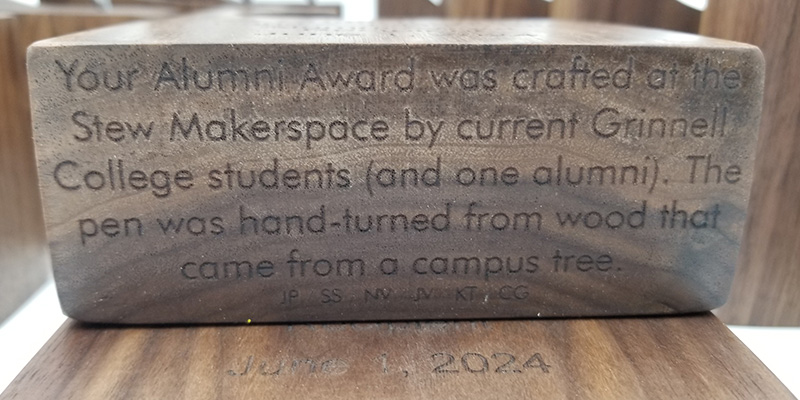 Your Alumni Award was crafted at the
Stew Makerspace by current Grinnell
College students (and one alumni). The
pen was hand-turned from wood that
came from a campus tree.
JP SS NV JV KT CG
June 1, 2024